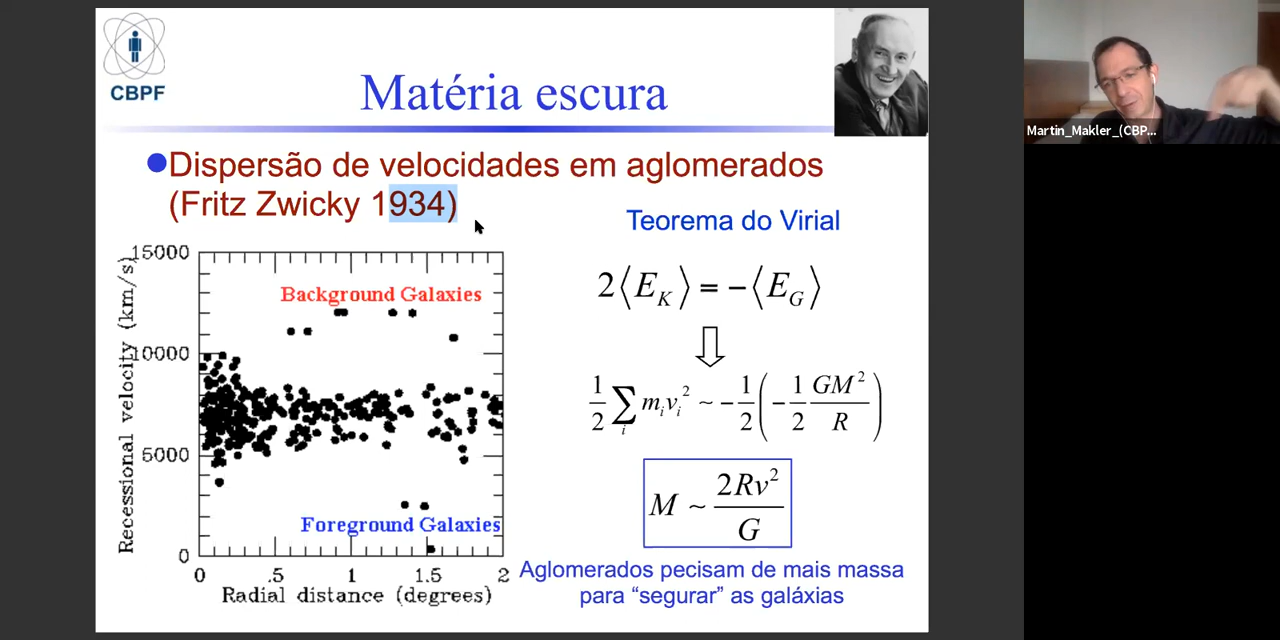 CBPF
Matéria escura
Dispersão de velocidades em aglomerados
(Fritz Zwicky 1934)
Teorema do Virial
2⟨E_K⟩ = −⟨E_G⟩
1/2 ∑_i m_i v_i^2 ~ −1/2 (−1/2 GM^2/R)
M ~ 2Rv^2/G
Aglomerados pecisam de mais massa
para “segurar” as galáxias
Recessional velocity (km/s)
15000
10000
5000
0
Background Galaxies
Foreground Galaxies
0 .5 1 1.5 2
Radial distance (degrees)
Martin_Makler_(CBP...